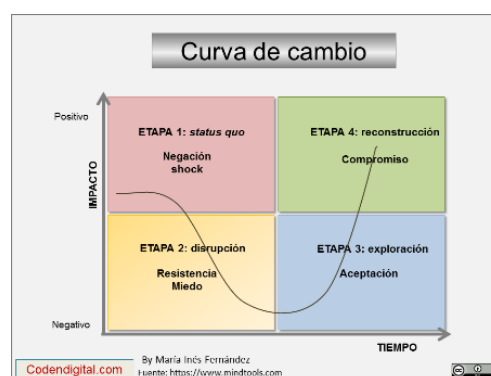 Curva de cambio
Positivo
ETAPA 1: status quo
Negación
shock
ETAPA 4: reconstrucción
Compromiso
IMPACTO
ETAPA 2: disrupción
Resistencia
Miedo
ETAPA 3: exploración
Aceptación
Negativo
TIEMPO
Codendigital.com
By María Inés Fernández
Fuente: https://www.mindtools.com